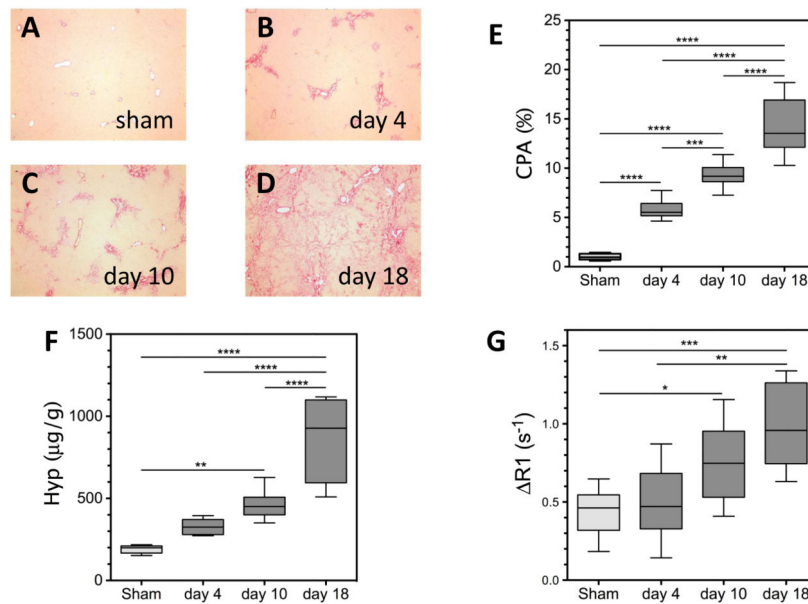 A
sham
B
day 4
C
day 10
D
day 18
E
CPA (%)
25
20
15
10
5
0
****
****
****
****
***
****
Sham day 4 day 10 day 18
F
Hyp (µg/g)
1500
1000
500
0
****
****
****
**
Sham day 4 day 10 day 18
G
ΔR1 (s⁻¹)
1.5
1.0
0.5
0.0
***
**
*
Sham day 4 day 10 day 18